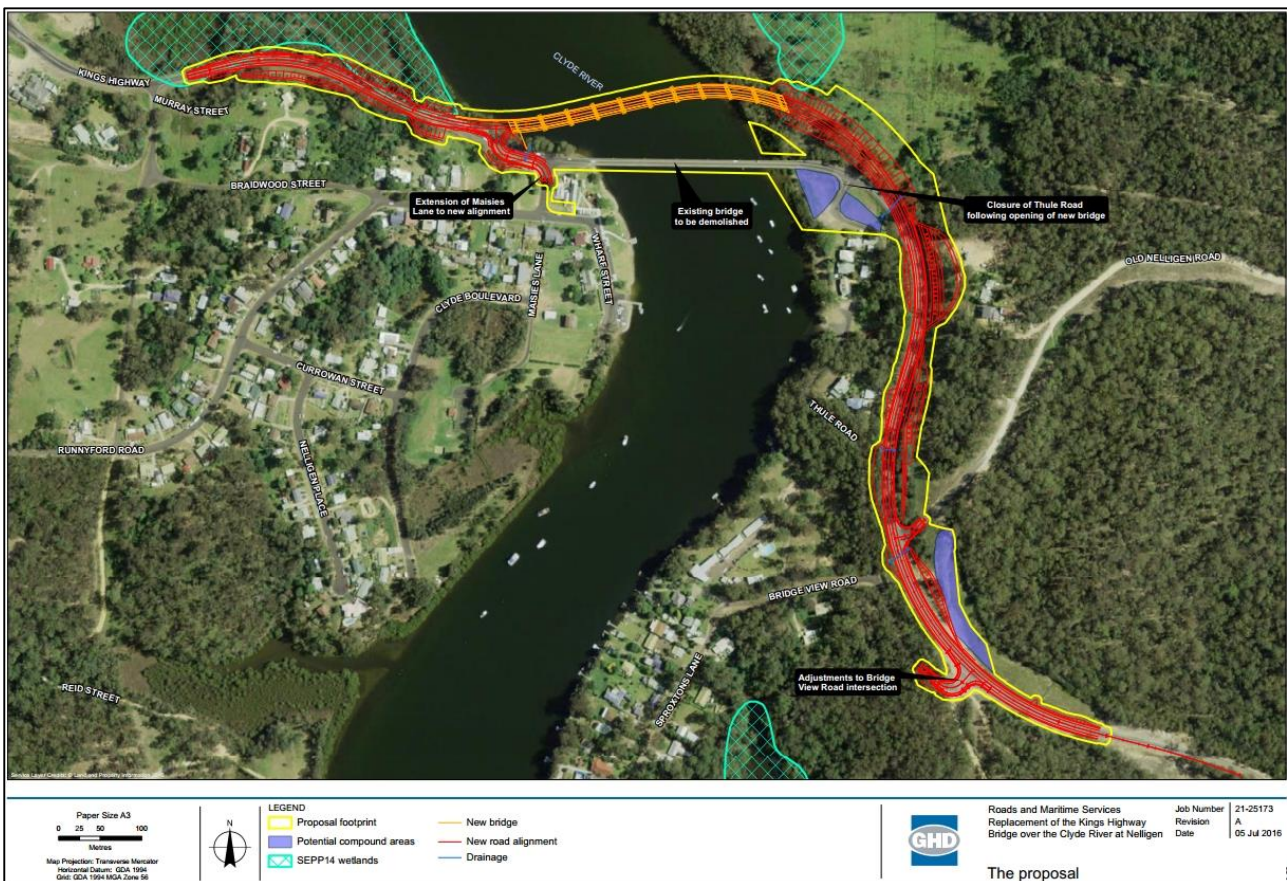 CLYDE RIVER
KINGS HIGHWAY
MURRAY STREET
BRAIDWOOD STREET
Extension of Maisies
Lane to new alignment
Existing bridge
to be demolished
Closure of Thule Road
following opening of new bridge
OLD NELLIGEN ROAD
WHARF STREET
MAISIES LANE
CLYDE BOULEVARD
CURROWAN STREET
THULE ROAD
RUNNYFORD ROAD
NELLIGEN PLACE
BRIDGE VIEW ROAD
SPROXTONS LANE
REID STREET
Adjustments to Bridge
View Road intersection
Paper Size A3
0 25 50 100
Metres
Map Projection: Transverse Mercator
Horizontal Datum: GDA 1994
Grid: GDA 1994 MGA Zone 56
N
LEGEND
Proposal footprint
Potential compound areas
SEPP14 wetlands
New bridge
New road alignment
Drainage
GHD
Roads and Maritime Services
Replacement of the Kings Highway
Bridge over the Clyde River at Nelligen
Job Number 21-25173
Revision A
Date 05 Jul 2016
The proposal